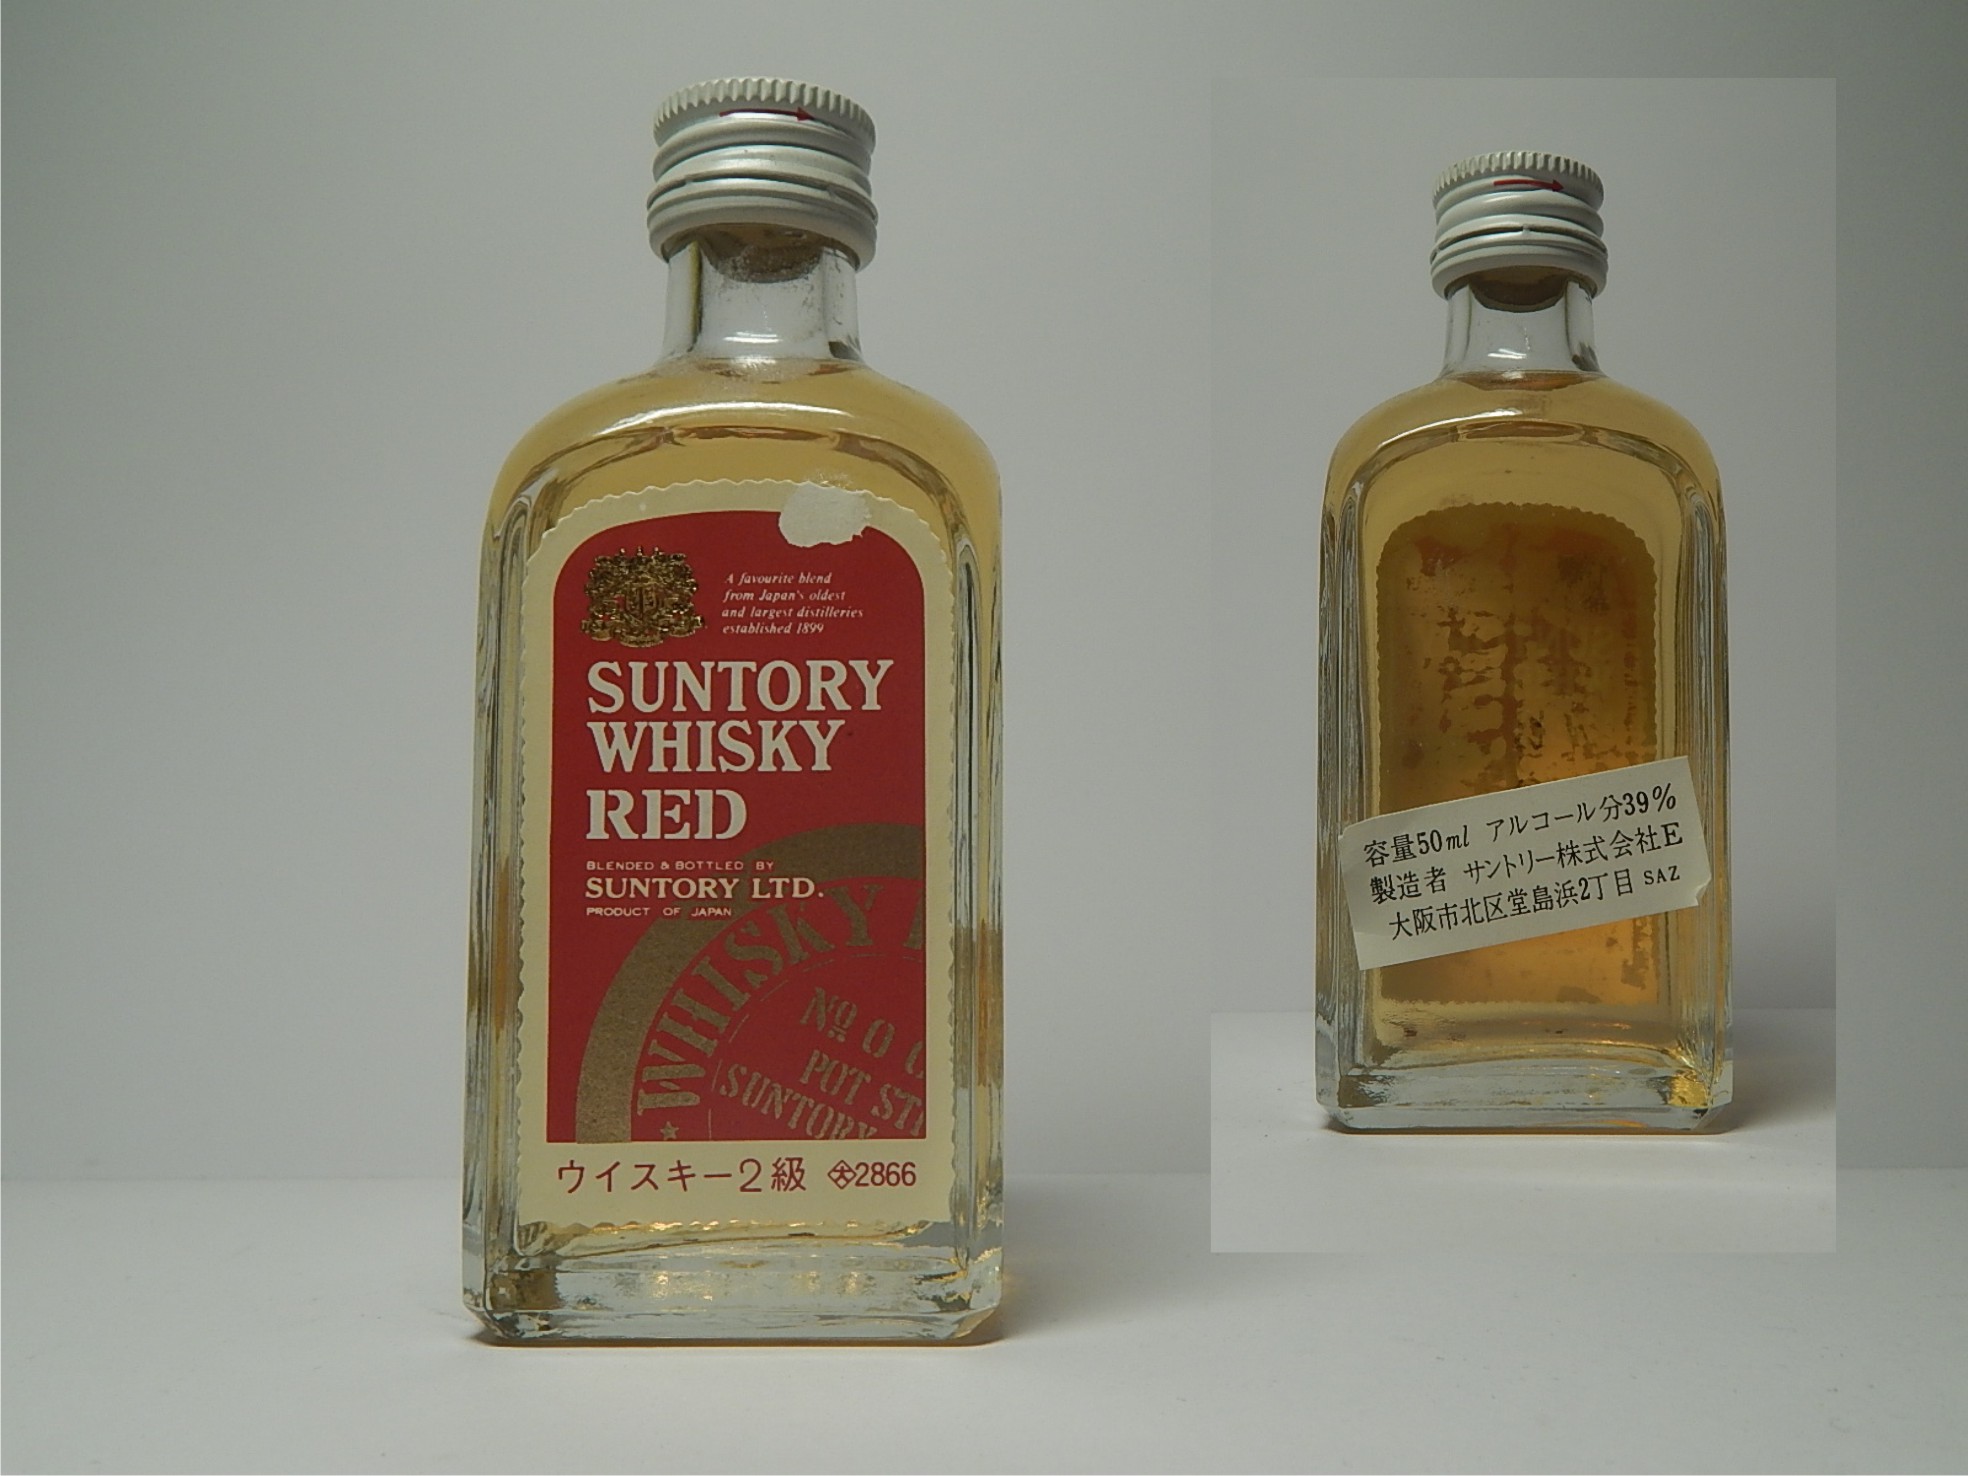 A favourite blend
from Japan's oldest
and largest distilleries
established 1899
SUNTORY
WHISKY
RED
BLENDED & BOTTLED BY
SUNTORY LTD.
PRODUCT OF JAPAN
WHISKY
No 0
POT
SUNTORY
ウイスキー2級 2866
容量50ml アルコール分39%
製造者 サントリー株式会社E
大阪市北区堂島浜2丁目 SAZ